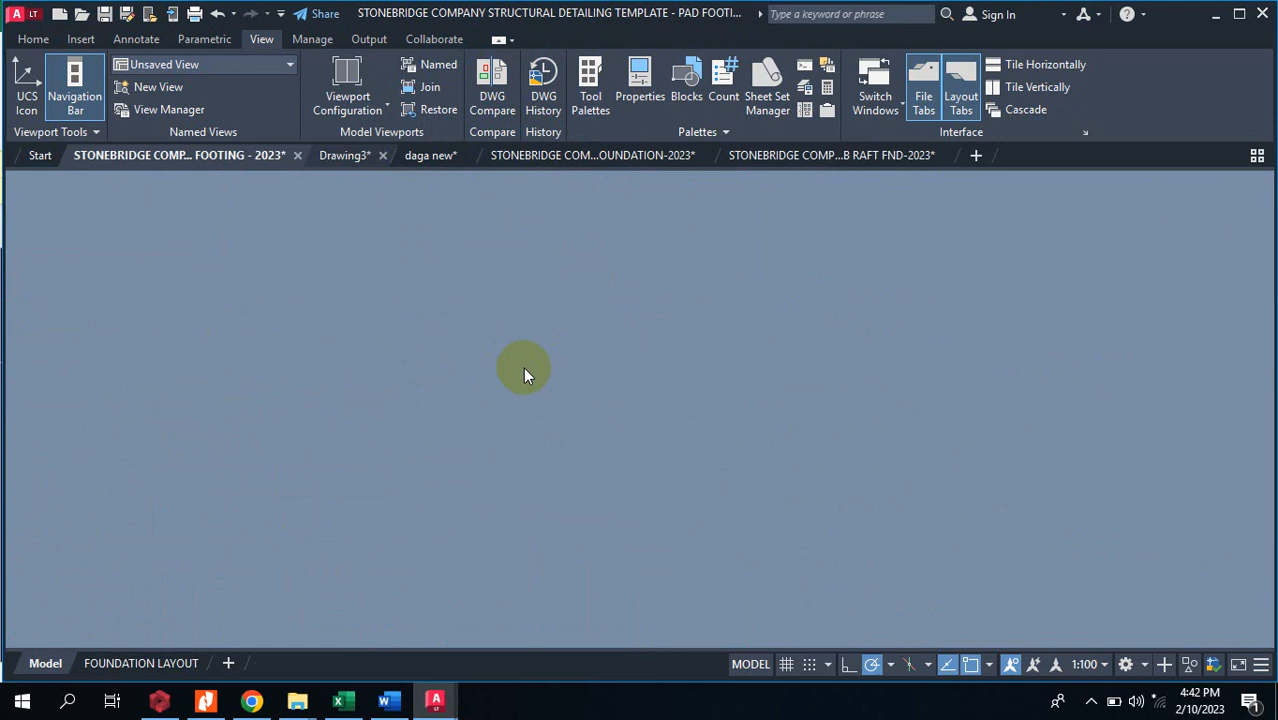 A LT Share STONEBRIDGE COMPANY STRUCTURAL DETAILING TEMPLATE - PAD FOOTI... Type a keyword or phrase Sign In
Home Insert Annotate Parametric View Manage Output Collaborate
UCS Icon
Navigation Bar
Unsaved View
New View
View Manager
Viewport Configuration
Named
Join
Restore
DWG Compare
DWG History
Tool Palettes
Properties
Blocks
Count
Sheet Set Manager
Switch Windows
File Tabs
Layout Tabs
Tile Horizontally
Tile Vertically
Cascade
Viewport Tools Named Views Model Viewports Compare History Palettes Interface
Start STONEBRIDGE COMP... FOOTING - 2023* Drawing3* daga new* STONEBRIDGE COM...OUNDATION-2023* STONEBRIDGE COMP...B RAFT FND-2023*
Model FOUNDATION LAYOUT MODEL 1:100
4:42 PM
2/10/2023
1